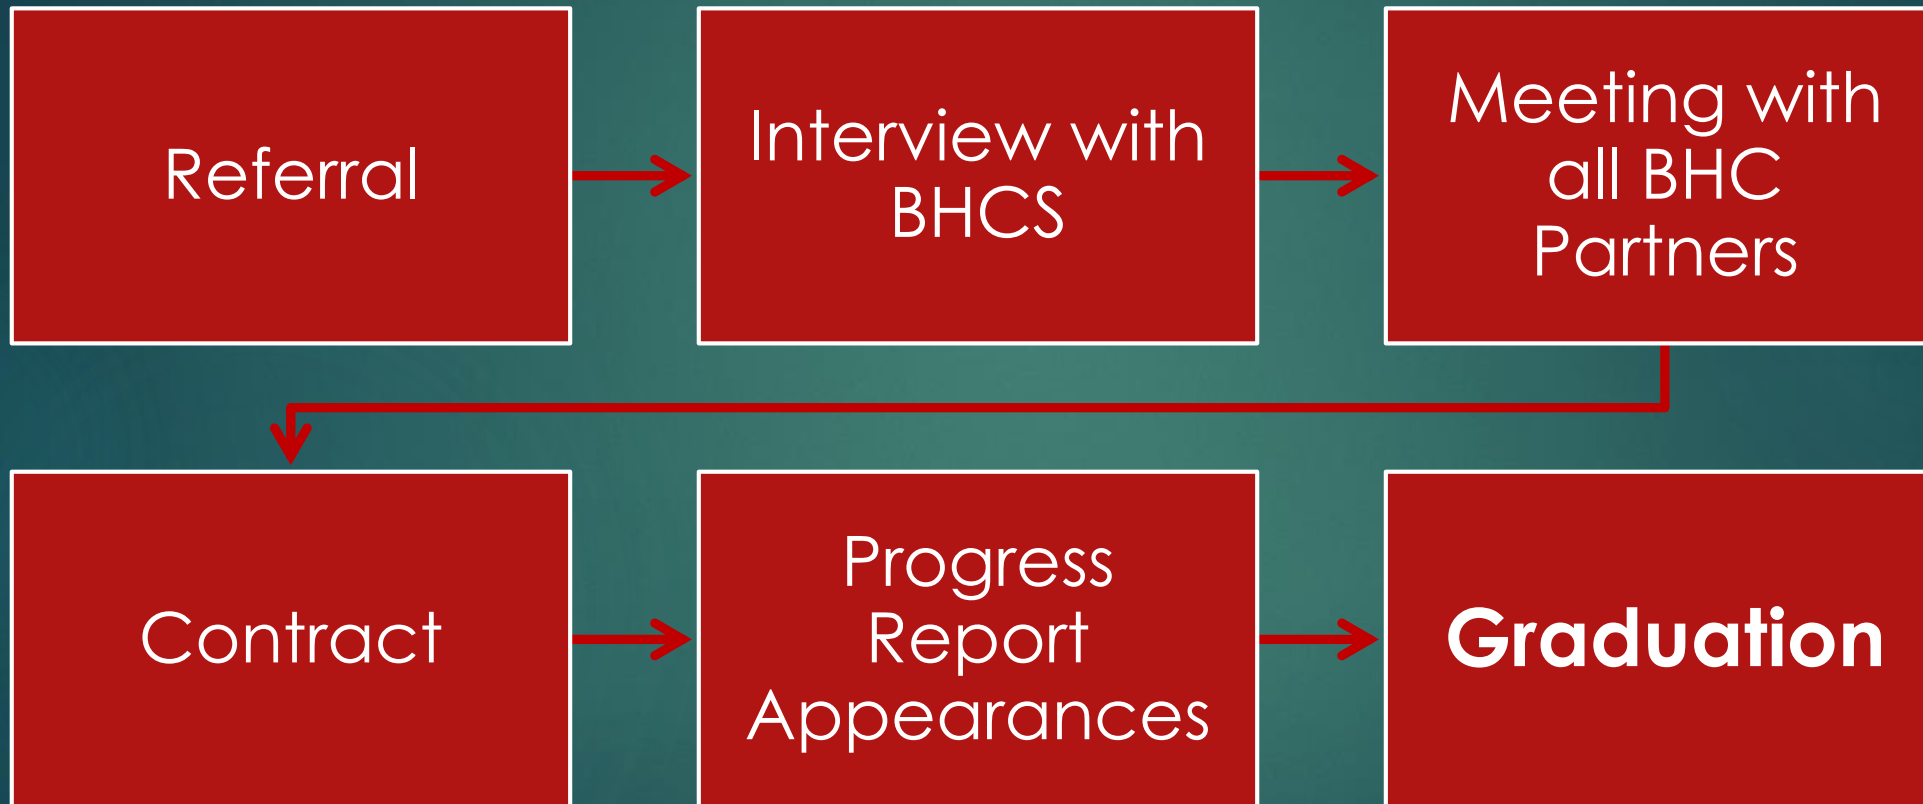 Referral
Interview with
BHCS
Meeting with
all BHC
Partners
Contract
Progress
Report
Appearances
Graduation